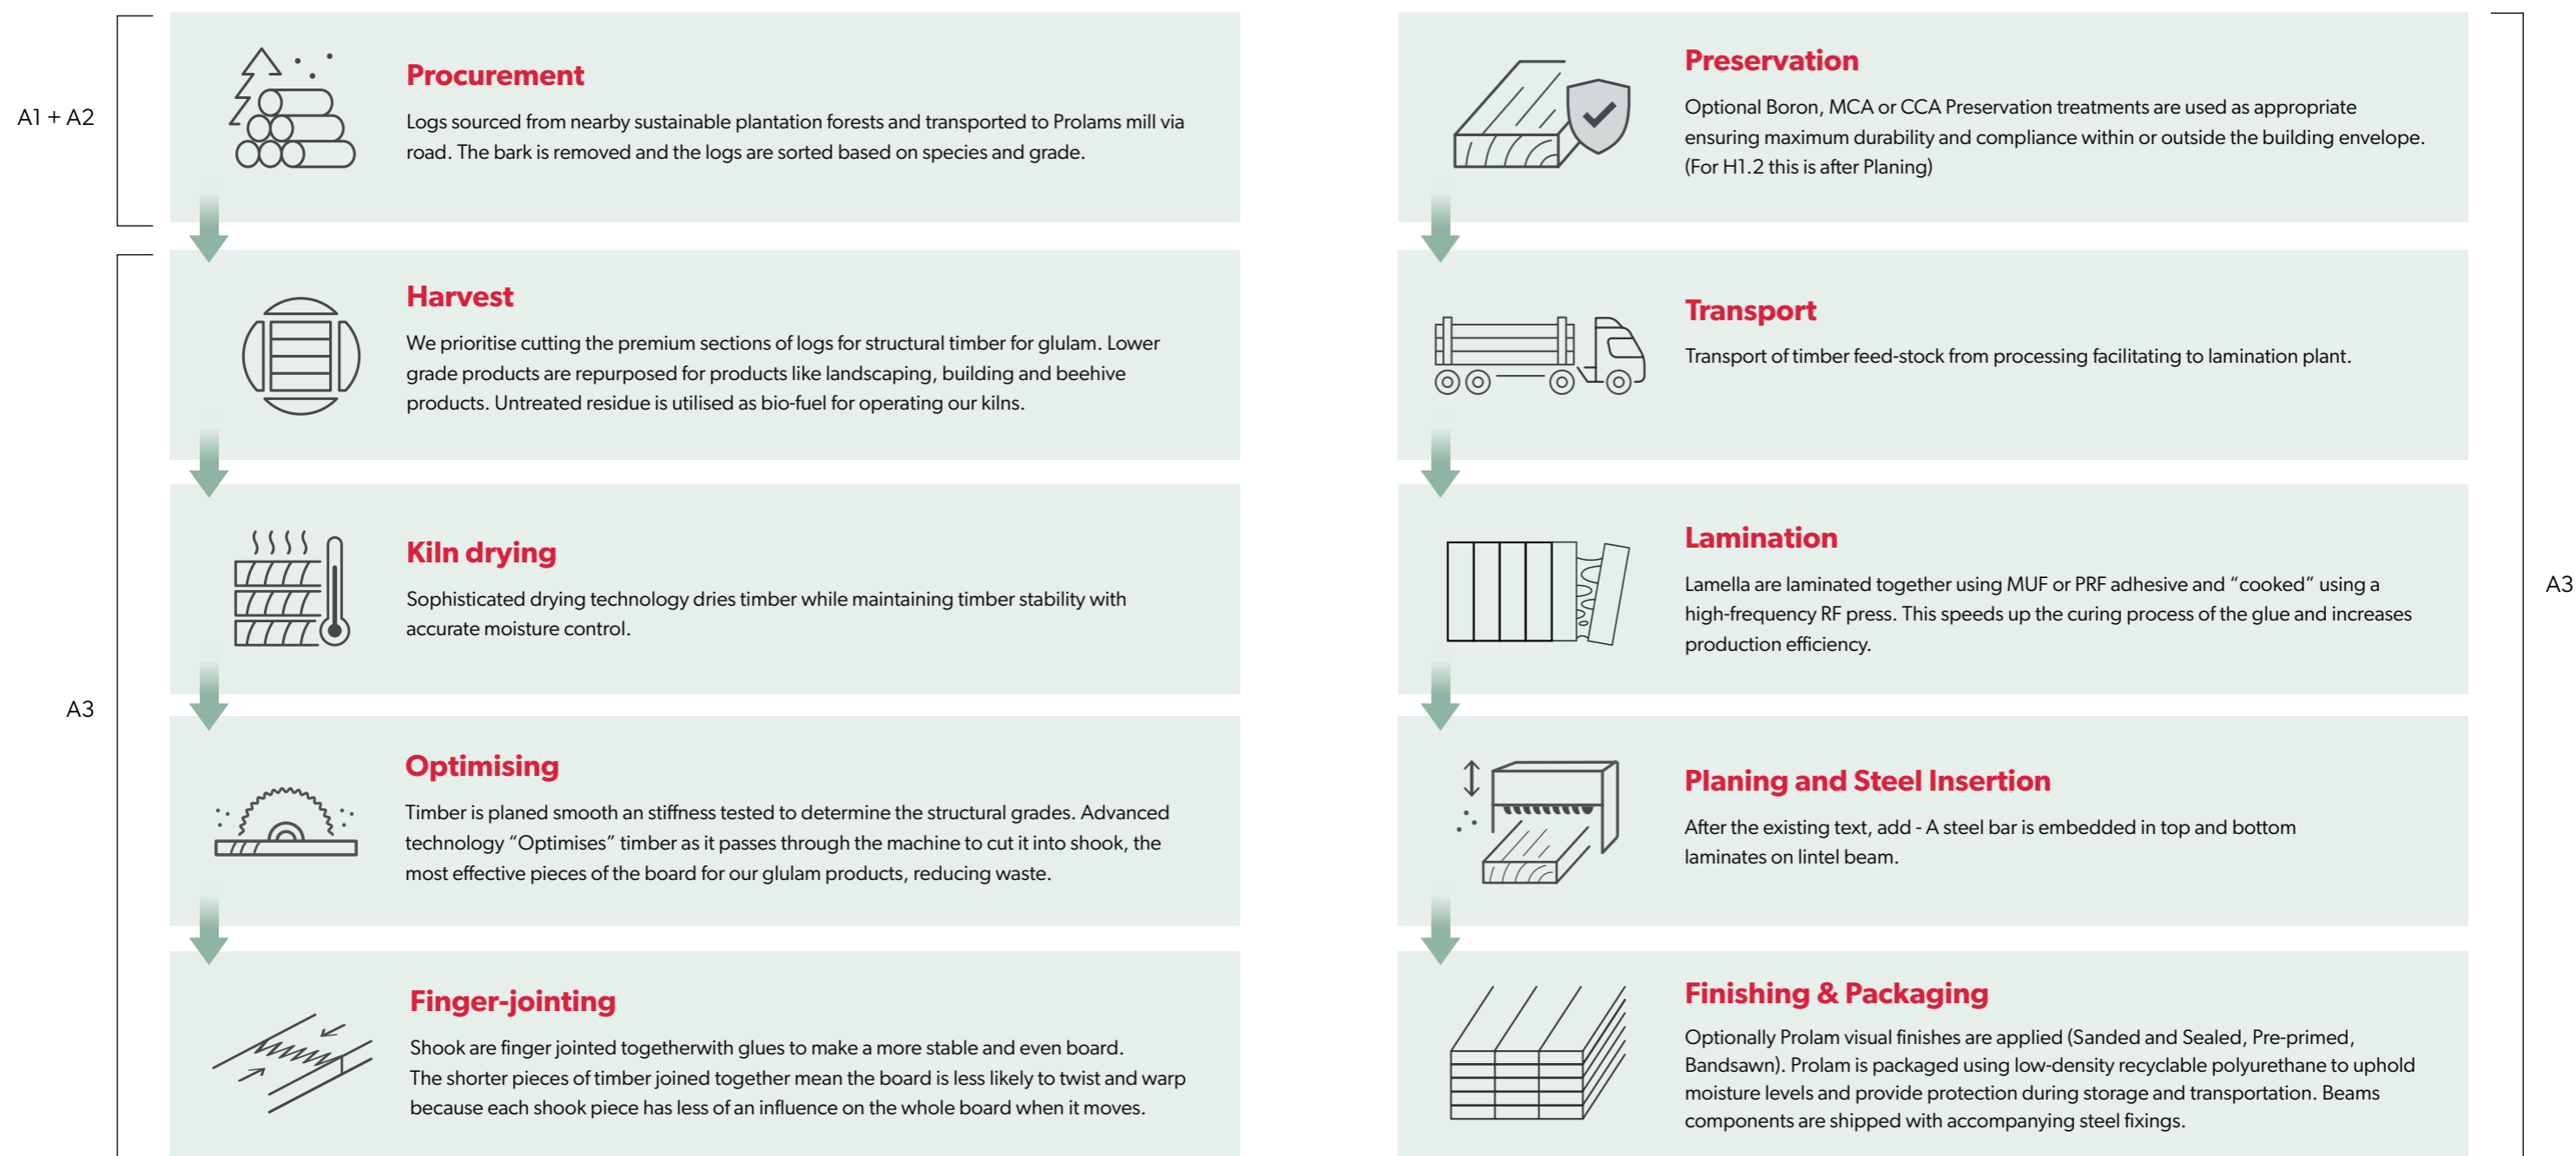 A1 + A2
Procurement
Logs sourced from nearby sustainable plantation forests and transported to Prolams mill via
road. The bark is removed and the logs are sorted based on species and grade.
A3
Harvest
We prioritise cutting the premium sections of logs for structural timber for glulam. Lower
grade products are repurposed for products like landscaping, building and beehive
products. Untreated residue is utilised as bio-fuel for operating our kilns.
Kiln drying
Sophisticated drying technology dries timber while maintaining timber stability with
accurate moisture control.
Optimising
Timber is planed smooth an stiffness tested to determine the structural grades. Advanced
technology “Optimises” timber as it passes through the machine to cut it into shook, the
most effective pieces of the board for our glulam products, reducing waste.
Finger-jointing
Shook are finger jointed togetherwith glues to make a more stable and even board.
The shorter pieces of timber joined together mean the board is less likely to twist and warp
because each shook piece has less of an influence on the whole board when it moves.
Preservation
Optional Boron, MCA or CCA Preservation treatments are used as appropriate
ensuring maximum durability and compliance within or outside the building envelope.
(For H1.2 this is after Planing)
Transport
Transport of timber feed-stock from processing facilitating to lamination plant.
Lamination
Lamella are laminated together using MUF or PRF adhesive and “cooked” using a
high-frequency RF press. This speeds up the curing process of the glue and increases
production efficiency.
A3
Planing and Steel Insertion
After the existing text, add - A steel bar is embedded in top and bottom
laminates on lintel beam.
Finishing & Packaging
Optionally Prolam visual finishes are applied (Sanded and Sealed, Pre-primed,
Bandsawn). Prolam is packaged using low-density recyclable polyurethane to uphold
moisture levels and provide protection during storage and transportation. Beams
components are shipped with accompanying steel fixings.